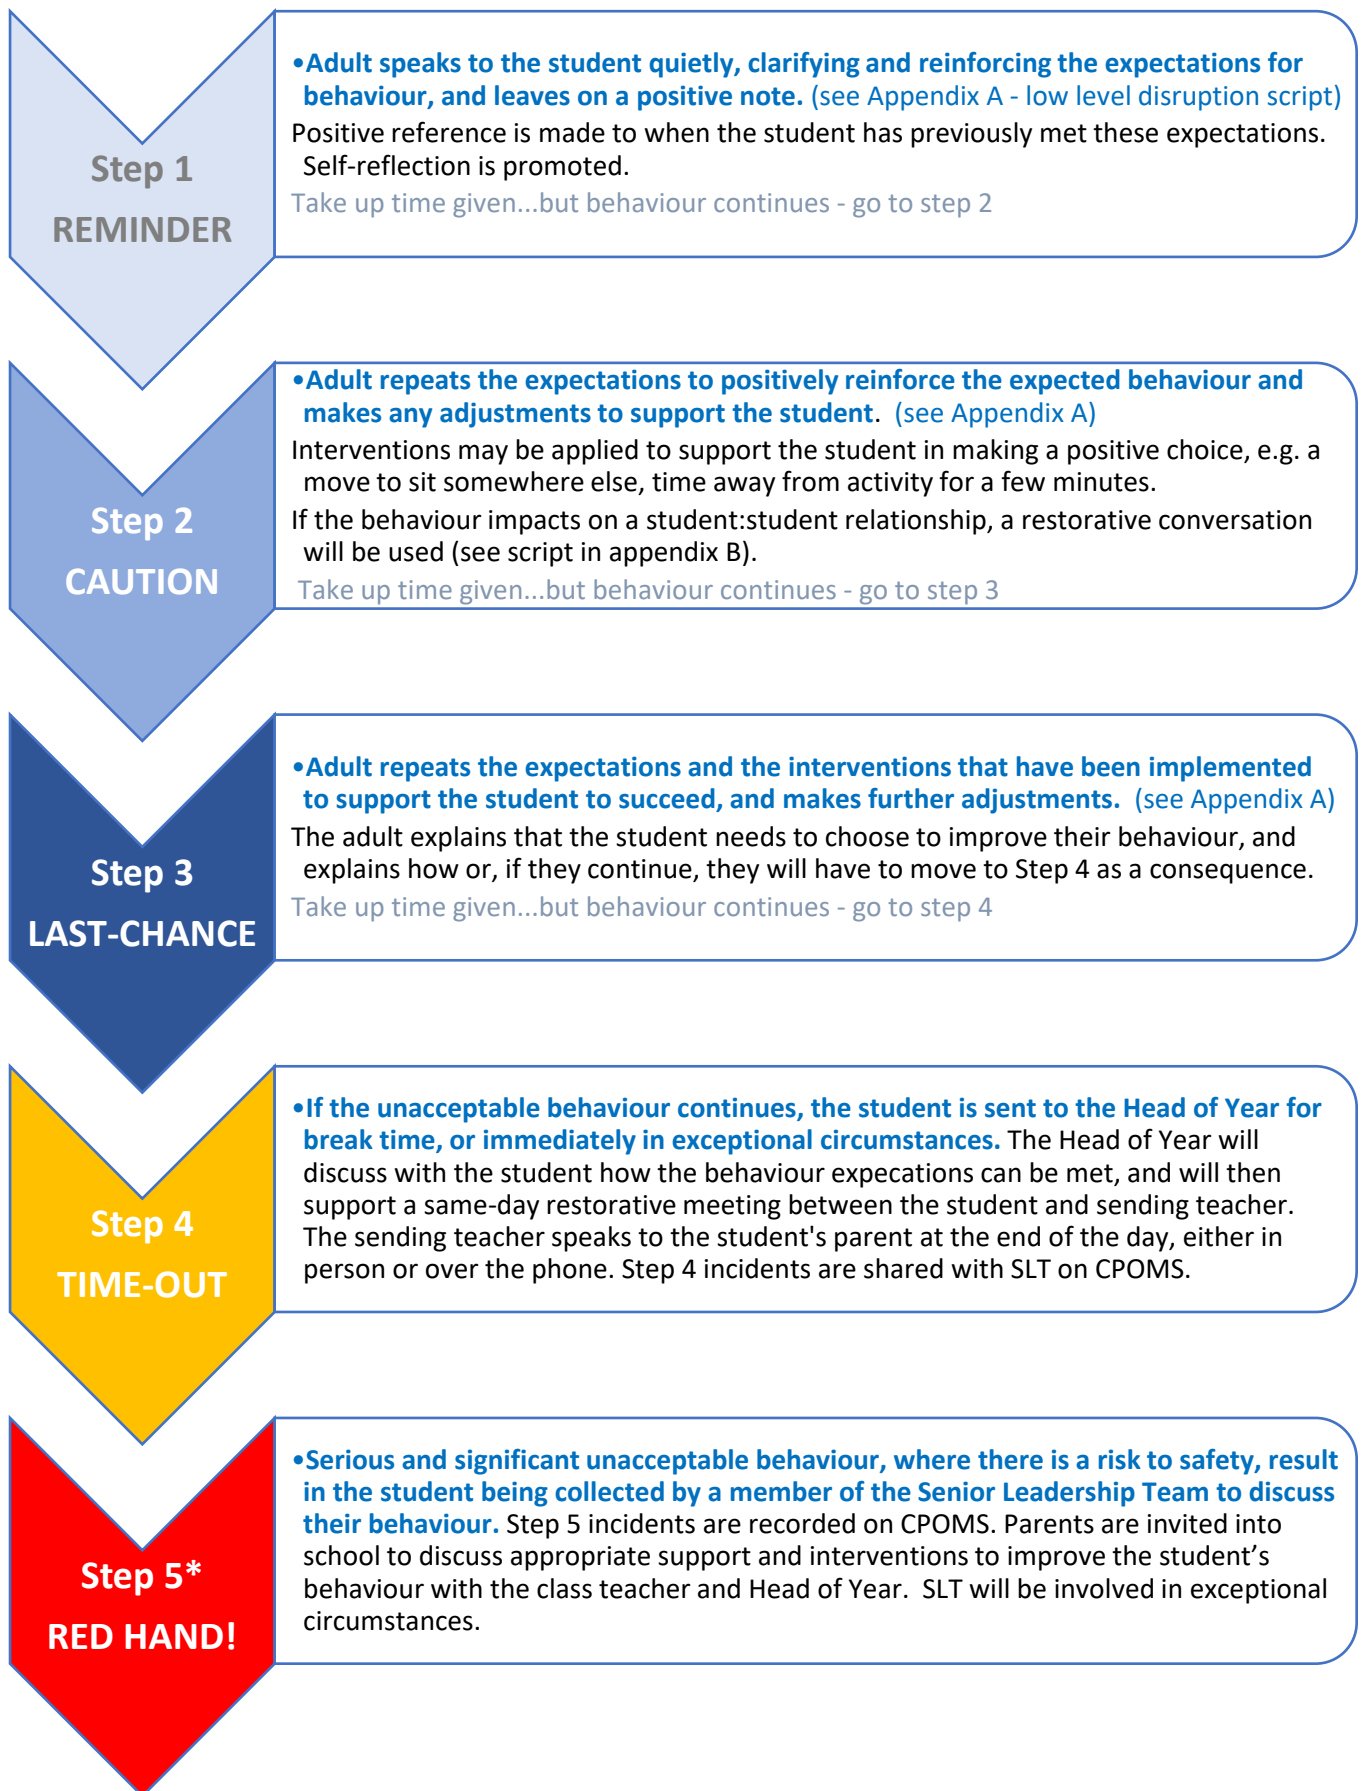 Step 1
REMINDER
•Adult speaks to the student quietly, clarifying and reinforcing the expectations for
behaviour, and leaves on a positive note. (see Appendix A - low level disruption script)
Positive reference is made to when the student has previously met these expectations.
Self-reflection is promoted.
Take up time given...but behaviour continues - go to step 2
Step 2
CAUTION
•Adult repeats the expectations to positively reinforce the expected behaviour and
makes any adjustments to support the student. (see Appendix A)
Interventions may be applied to support the student in making a positive choice, e.g. a
move to sit somewhere else, time away from activity for a few minutes.
If the behaviour impacts on a student:student relationship, a restorative conversation
will be used (see script in appendix B).
Take up time given...but behaviour continues - go to step 3
Step 3
LAST-CHANCE
•Adult repeats the expectations and the interventions that have been implemented
to support the student to succeed, and makes further adjustments. (see Appendix A)
The adult explains that the student needs to choose to improve their behaviour, and
explains how or, if they continue, they will have to move to Step 4 as a consequence.
Take up time given...but behaviour continues - go to step 4
Step 4
TIME-OUT
•If the unacceptable behaviour continues, the student is sent to the Head of Year for
break time, or immediately in exceptional circumstances. The Head of Year will
discuss with the student how the behaviour expecations can be met, and will then
support a same-day restorative meeting between the student and sending teacher.
The sending teacher speaks to the student's parent at the end of the day, either in
person or over the phone. Step 4 incidents are shared with SLT on CPOMS.
Step 5*
RED HAND!
•Serious and significant unacceptable behaviour, where there is a risk to safety, result
in the student being collected by a member of the Senior Leadership Team to discuss
their behaviour. Step 5 incidents are recorded on CPOMS. Parents are invited into
school to discuss appropriate support and interventions to improve the student’s
behaviour with the class teacher and Head of Year. SLT will be involved in exceptional
circumstances.